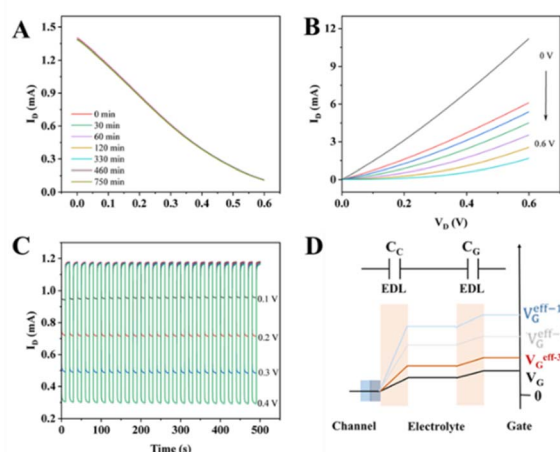 A
I_D (mA)
1.5
1.2
0.9
0.6
0.3
0.0
0 min
30 min
60 min
120 min
330 min
460 min
750 min
0.0 0.1 0.2 0.3 0.4 0.5 0.6
B
I_D (mA)
12
9
6
3
0
0 V
0.6 V
0.0 0.2 0.4 0.6
V_D (V)
C
I_D (mA)
1.4
1.2
1.0
0.8
0.6
0.4
0.2
0.1 V
0.2 V
0.3 V
0.4 V
0 100 200 300 400 500
Time (s)
D
C_C C_G
EDL EDL
V_G^eff-1
V_G^eff-3
V_G
0
Channel Electrolyte Gate